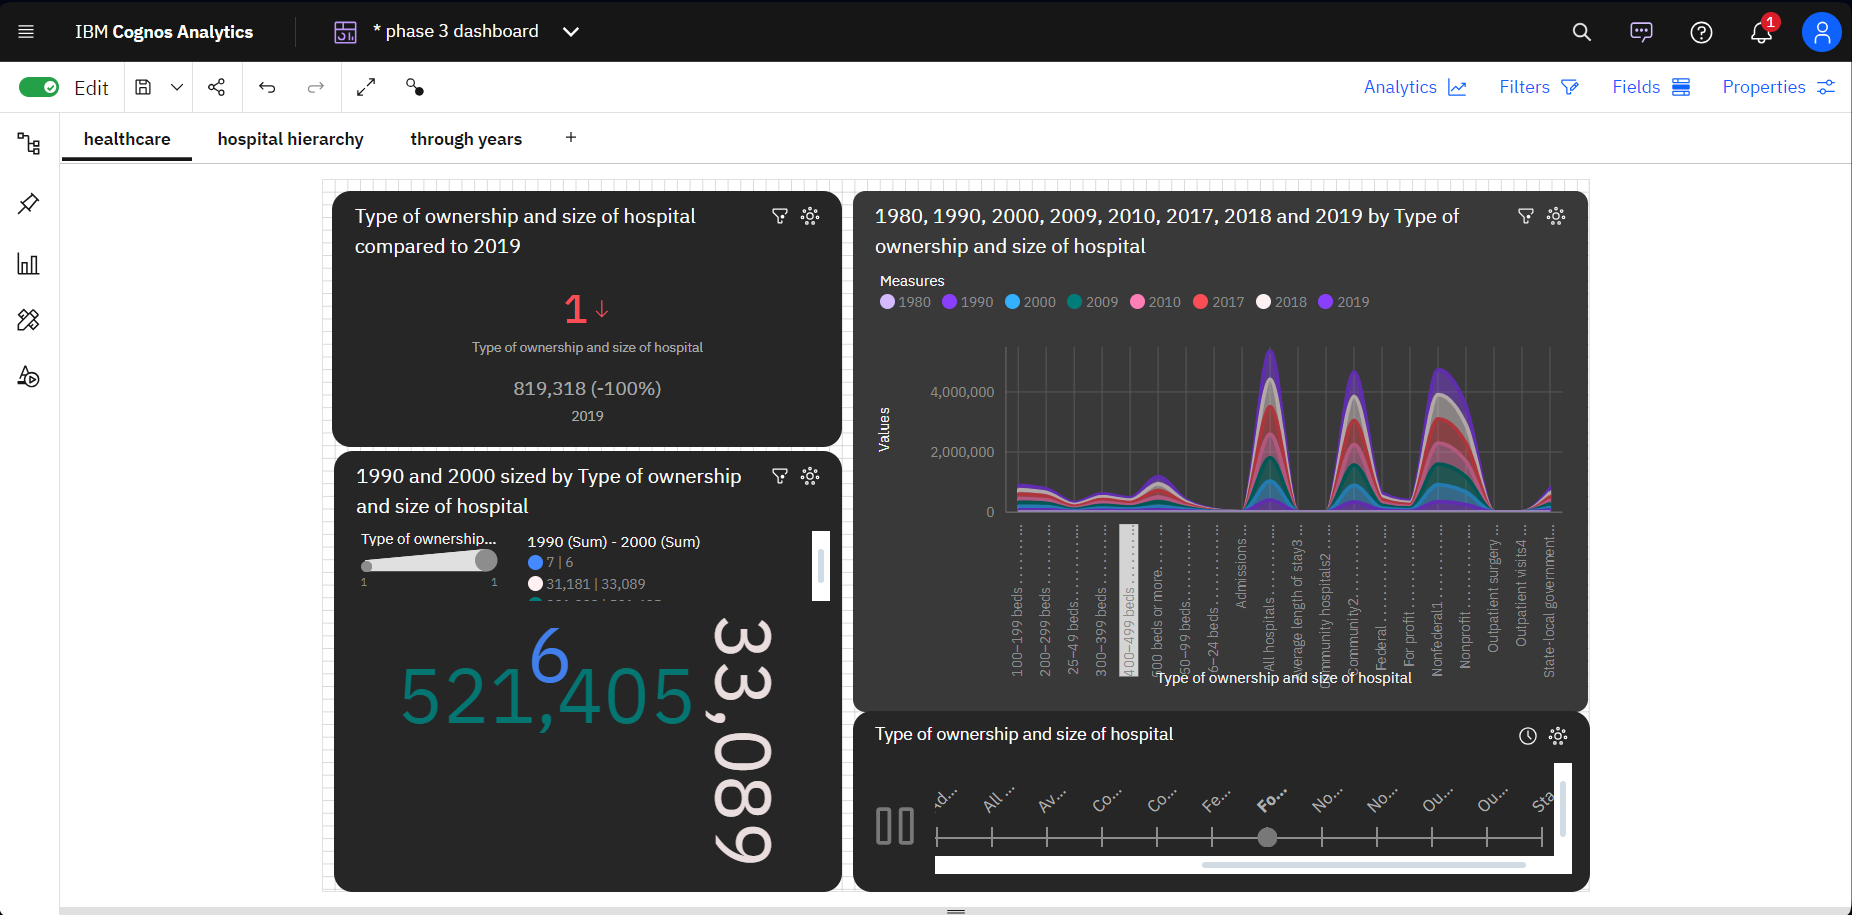 IBM Cognos Analytics
* phase 3 dashboard
1
Edit
Analytics
Filters
Fields
Properties
healthcare
hospital hierarchy
through years
+
Type of ownership and size of hospital
compared to 2019
1
Type of ownership and size of hospital
819,318 (-100%)
2019
1990 and 2000 sized by Type of ownership
and size of hospital
Type of ownership...
1
1
1990 (Sum) - 2000 (Sum)
7 | 6
31,181 | 33,089
6
521,405
33,089
1980, 1990, 2000, 2009, 2010, 2017, 2018 and 2019 by Type of
ownership and size of hospital
Measures
1980
1990
2000
2009
2010
2017
2018
2019
Values
4,000,000
2,000,000
0
100–199 beds
200–299 beds
25–49 beds
300–399 beds
400–499 beds
500 beds or more
50–99 beds
6–24 beds
Admissions
All hospitals
Average length of stay3
Community hospitals2
Community2
Federal
For profit
Nonfederal1
Nonprofit
Outpatient surgery
Outpatient visits4
State-local government...
Type of ownership and size of hospital
Type of ownership and size of hospital
All ...
Av...
Co...
Co...
Fe...
Fo...
No...
No...
Ou...
Ou...
Sta